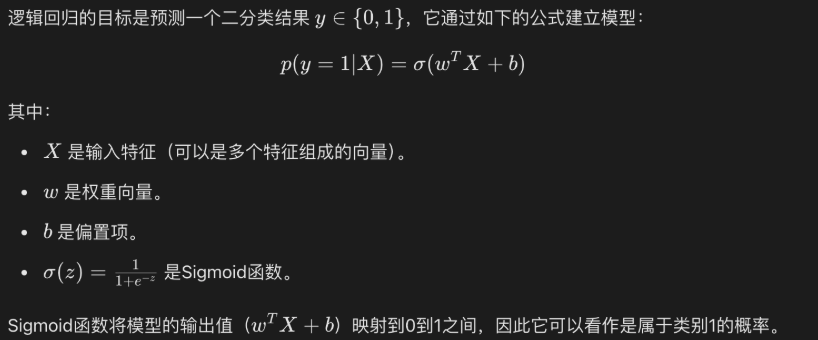 逻辑回归的目标是预测一个二分类结果 y ∈ {0, 1}，它通过如下的公式建立模型：
p(y = 1|X) = σ(wᵀX + b)
其中：
• X 是输入特征（可以是多个特征组成的向量）。
• w 是权重向量。
• b 是偏置项。
• σ(z) = 1/(1+e⁻ᶻ) 是Sigmoid函数。
Sigmoid函数将模型的输出值（wᵀX + b）映射到0到1之间，因此它可以看作是属于类别1的概率。